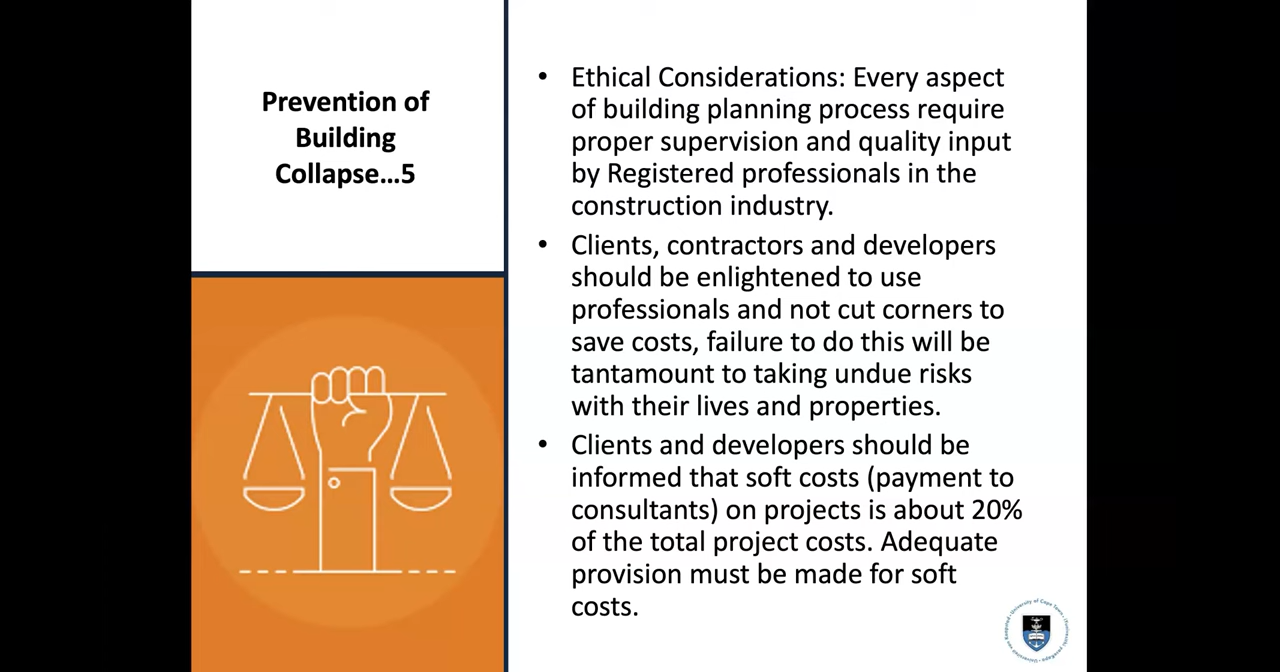 Prevention of
Building
Collapse...5
• Ethical Considerations: Every aspect
of building planning process require
proper supervision and quality input
by Registered professionals in the
construction industry.
• Clients, contractors and developers
should be enlightened to use
professionals and not cut corners to
save costs, failure to do this will be
tantamount to taking undue risks
with their lives and properties.
• Clients and developers should be
informed that soft costs (payment to
consultants) on projects is about 20%
of the total project costs. Adequate
provision must be made for soft
costs.
University of Cape Town